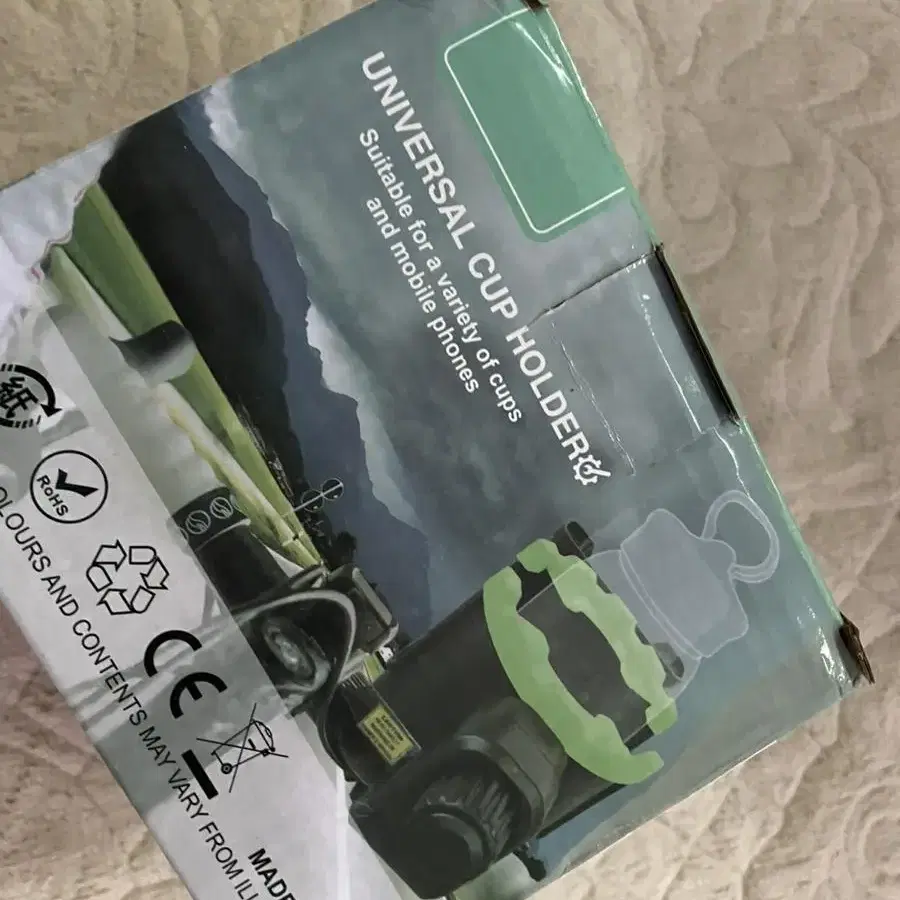 UNIVERSAL CUP HOLDER
Suitable for a variety of cups
and mobile phones
紙
RoHS
CE
OLOURS AND CONTENTS MAY VARY FROM ILL
MADE